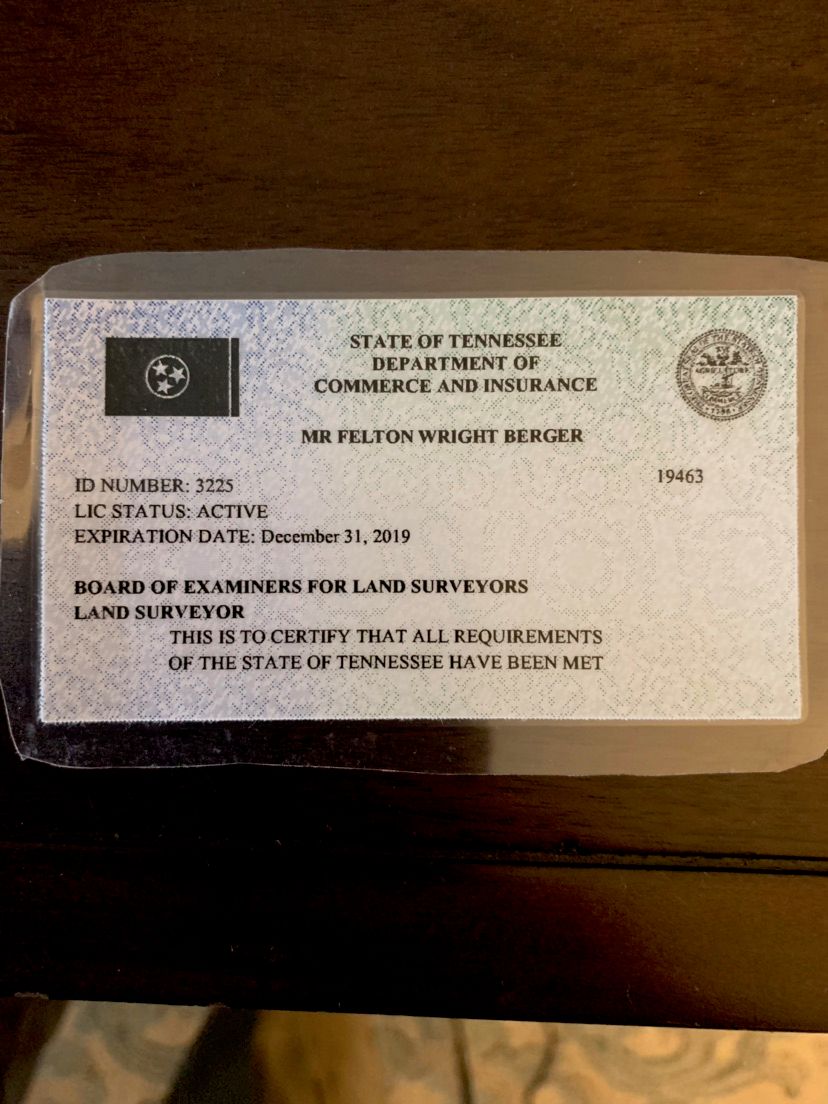 STATE OF TENNESSEE
DEPARTMENT OF
COMMERCE AND INSURANCE
AGRICULTURE
COMMERCE
MR FELTON WRIGHT BERGER
19463
ID NUMBER: 3225
LIC STATUS: ACTIVE
EXPIRATION DATE: December 31, 2019
BOARD OF EXAMINERS FOR LAND SURVEYORS
LAND SURVEYOR
THIS IS TO CERTIFY THAT ALL REQUIREMENTS
OF THE STATE OF TENNESSEE HAVE BEEN MET